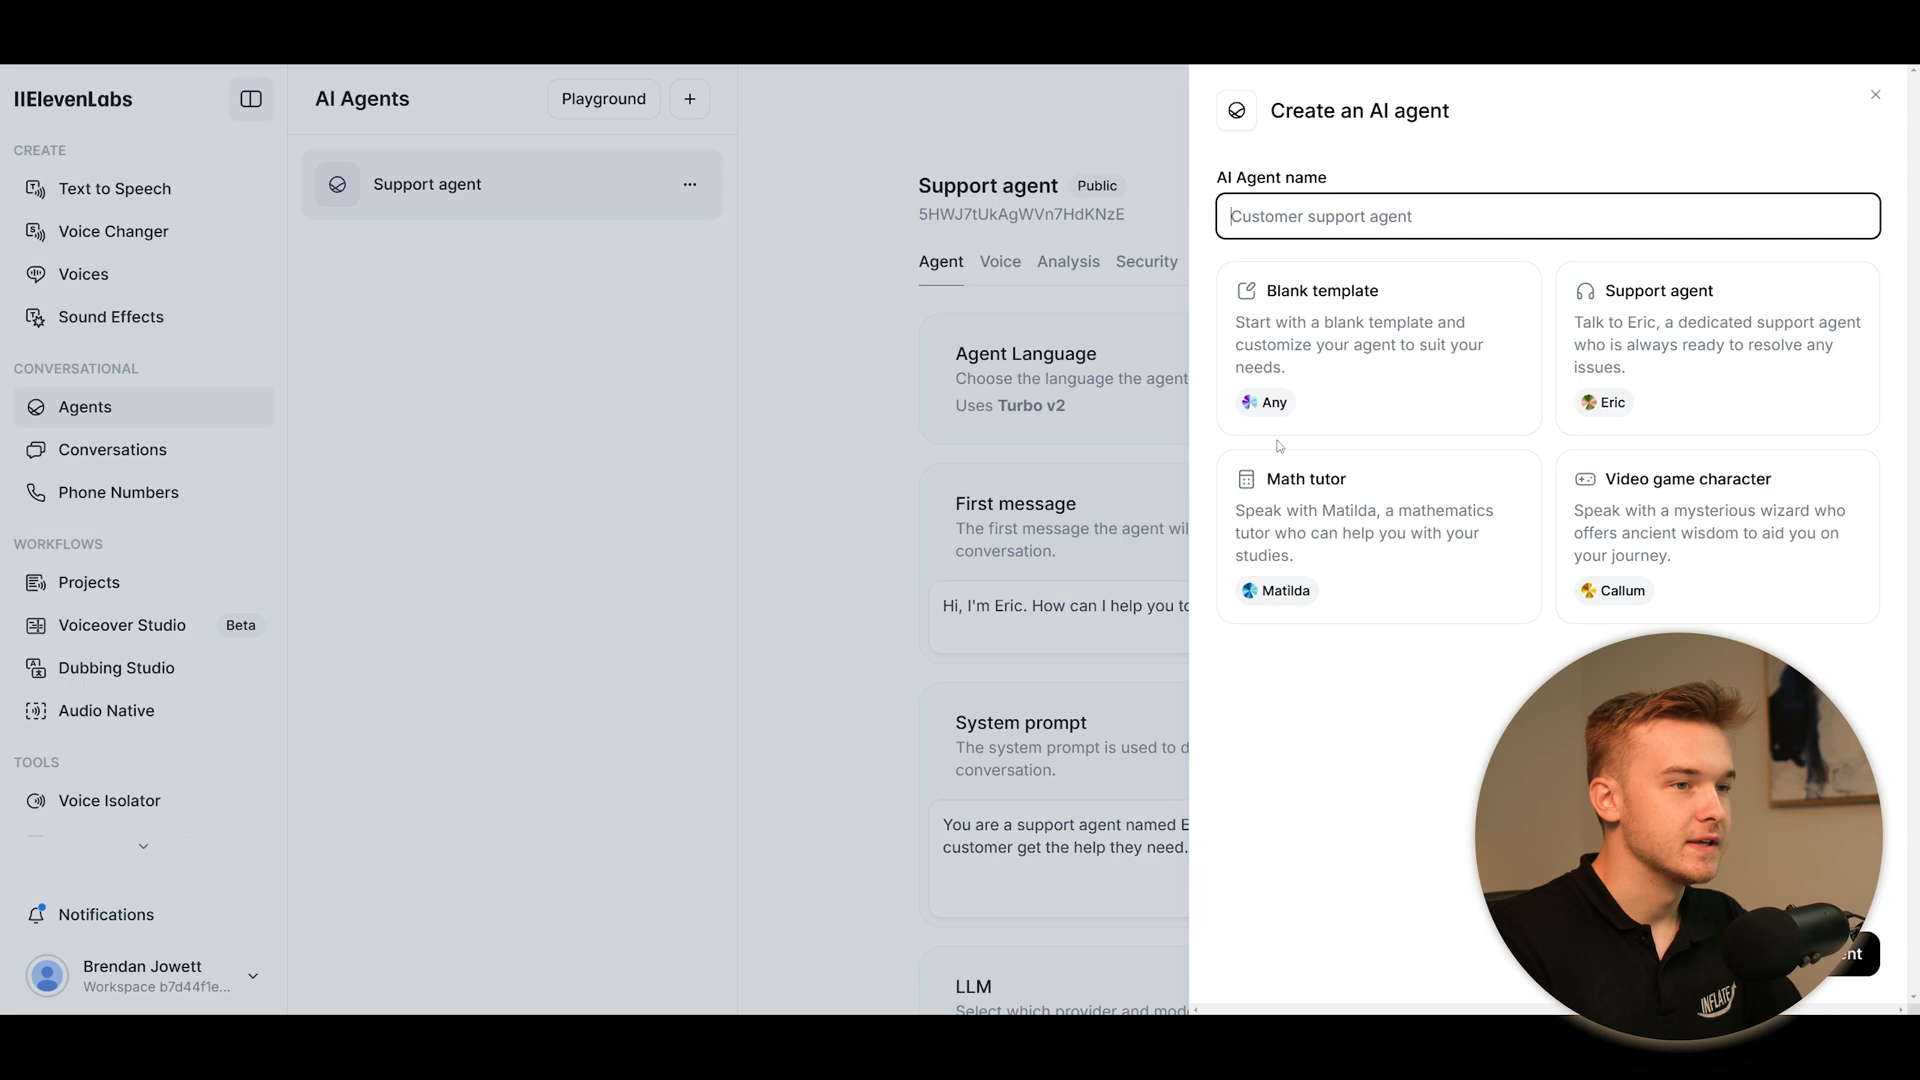 IIElevenLabs
CREATE
Text to Speech
Voice Changer
Voices
Sound Effects
CONVERSATIONAL
Agents
Conversations
Phone Numbers
WORKFLOWS
Projects
Voiceover Studio Beta
Dubbing Studio
Audio Native
TOOLS
Voice Isolator
Notifications
Brendan Jowett
Workspace b7d44f1e...
AI Agents
Playground
+
Support agent
...
Support agent Public
5HWJ7tUkAgWVn7HdKNzE
Agent Voice Analysis Security
Agent Language
Choose the language the agent
Uses Turbo v2
First message
The first message the agent wil
conversation.
Hi, I'm Eric. How can I help you to
System prompt
The system prompt is used to d
conversation.
You are a support agent named E
customer get the help they need.
LLM
Select which provider and mode
Create an AI agent
AI Agent name
Customer support agent
Blank template
Start with a blank template and
customize your agent to suit your
needs.
Any
Support agent
Talk to Eric, a dedicated support agent
who is always ready to resolve any
issues.
Eric
Math tutor
Speak with Matilda, a mathematics
tutor who can help you with your
studies.
Matilda
Video game character
Speak with a mysterious wizard who
offers ancient wisdom to aid you on
your journey.
Callum
nt
INFLATE